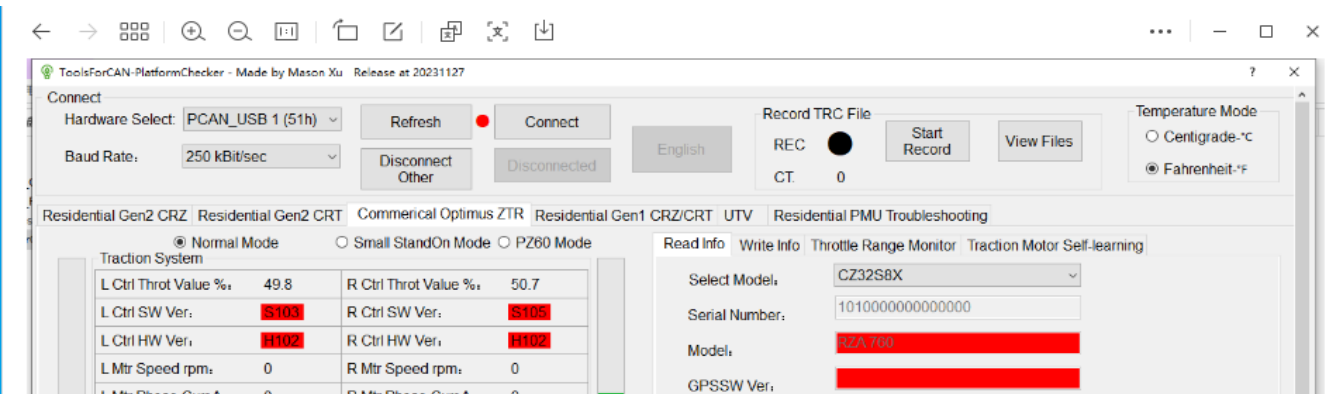 ToolsForCAN-PlatformChecker - Made by Mason Xu Release at 20231127 ?
Connect
Hardware Select: PCAN_USB 1 (51h) Refresh Connect
Baud Rate: 250 kBit/sec Disconnect Other Disconnected
English
Record TRC File
REC Start Record View Files
CT. 0
Temperature Mode
Centigrade-℃
Fahrenheit-℉
Residential Gen2 CRZ Residential Gen2 CRT Commerical Optimus ZTR Residential Gen1 CRZ/CRT UTV Residential PMU Troubleshooting
Normal Mode Small StandOn Mode PZ60 Mode
Traction System
L Ctrl Throt Value %: 49.8 R Ctrl Throt Value %: 50.7
L Ctrl SW Ver: S103 R Ctrl SW Ver: S105
L Ctrl HW Ver: H102 R Ctrl HW Ver: H102
L Mtr Speed rpm: 0 R Mtr Speed rpm: 0
Read Info Write Info Throttle Range Monitor Traction Motor Self-learning
Select Model: CZ32S8X
Serial Number: 1010000000000000
Model: RZA 760
GPSSW Ver: